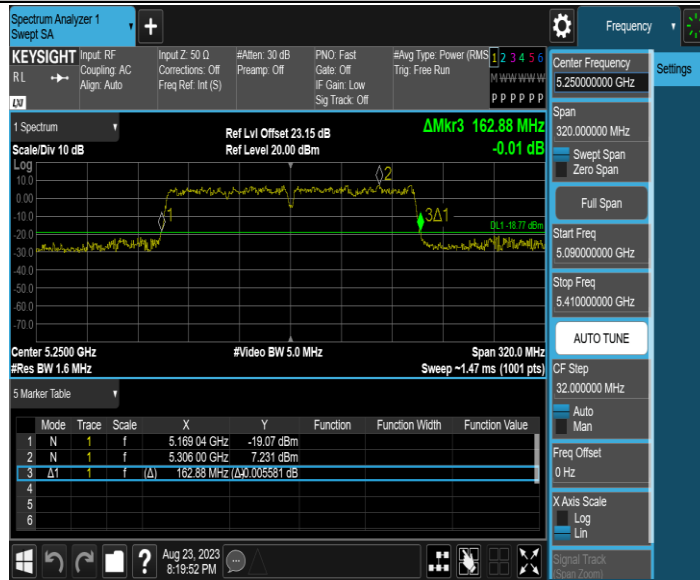 Spectrum Analyzer 1
Swept SA
+
Frequency
KEYSIGHT
RL
LXI
Input: RF
Coupling: AC
Align: Auto
Input Z: 50 Ω
Corrections: Off
Freq Ref: Int (S)
#Atten: 30 dB
Preamp: Off
PNO: Fast
Gate: Off
IF Gain: Low
Sig Track: Off
#Avg Type: Power (RMS
Trig: Free Run
1 2 3 4 5 6
M W W W W W
P P P P P P
Settings
Center Frequency
5.250000000 GHz
Span
320.000000 MHz
Swept Span
Zero Span
Full Span
Start Freq
5.090000000 GHz
Stop Freq
5.410000000 GHz
AUTO TUNE
CF Step
32.000000 MHz
Auto
Man
Freq Offset
0 Hz
X Axis Scale
Log
Lin
Signal Track
(Span Zoom)
1 Spectrum
Scale/Div 10 dB
Ref Lvl Offset 23.15 dB
Ref Level 20.00 dBm
ΔMkr3 162.88 MHz
-0.01 dB
Log
10.0
0.00
-10.0
-20.0
-30.0
-40.0
-50.0
-60.0
-70.0
1
2
3Δ1
DL1 -18.77 dBm
Center 5.2500 GHz
#Video BW 5.0 MHz
Span 320.0 MHz
#Res BW 1.6 MHz
Sweep ~1.47 ms (1001 pts)
5 Marker Table
Mode Trace Scale X Y Function Function Width Function Value
1 N 1 f 5.169 04 GHz -19.07 dBm
2 N 1 f 5.306 00 GHz 7.231 dBm
3 Δ1 1 f (Δ) 162.88 MHz (Δ) -0.005581 dB
4
5
6
?
Aug 23, 2023
8:19:52 PM